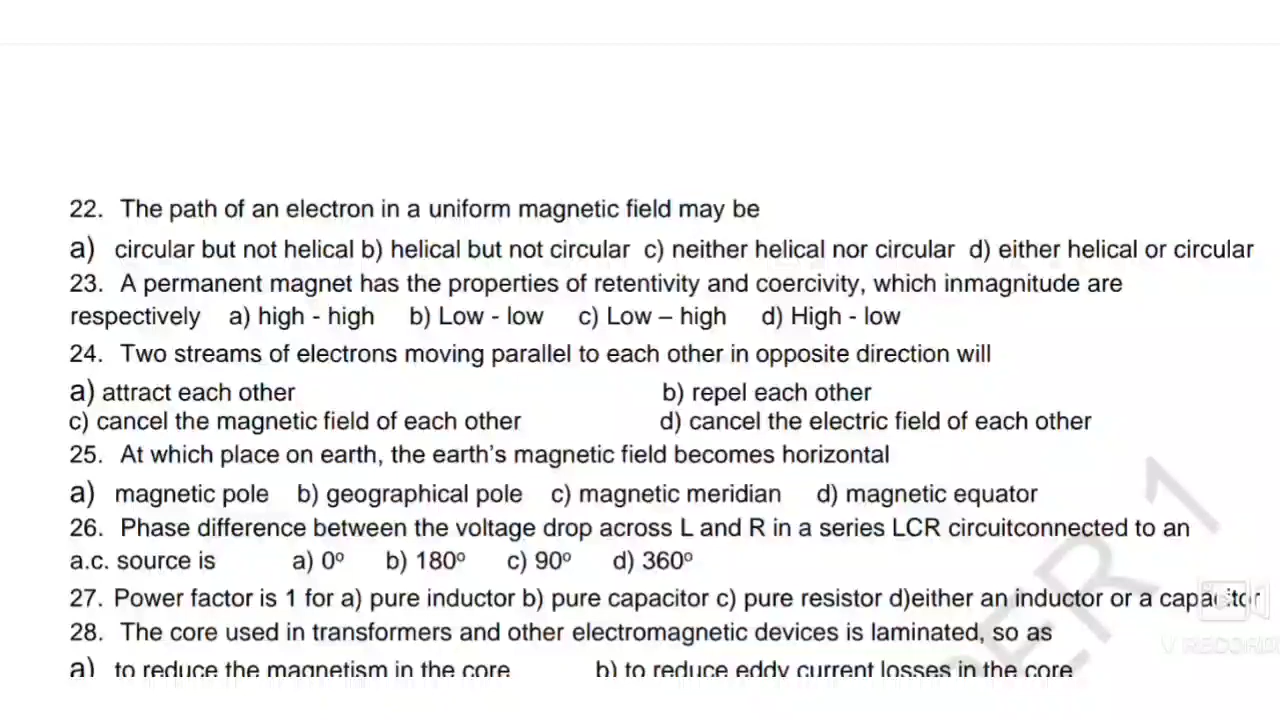 22. The path of an electron in a uniform magnetic field may be
a) circular but not helical b) helical but not circular c) neither helical nor circular d) either helical or circular
23. A permanent magnet has the properties of retentivity and coercivity, which inmagnitude are
respectively a) high - high b) Low - low c) Low – high d) High - low
24. Two streams of electrons moving parallel to each other in opposite direction will
a) attract each other b) repel each other
c) cancel the magnetic field of each other d) cancel the electric field of each other
25. At which place on earth, the earth's magnetic field becomes horizontal
a) magnetic pole b) geographical pole c) magnetic meridian d) magnetic equator
26. Phase difference between the voltage drop across L and R in a series LCR circuitconnected to an
a.c. source is a) 0º b) 180º c) 90º d) 360º
27. Power factor is 1 for a) pure inductor b) pure capacitor c) pure resistor d)either an inductor or a capacitor
28. The core used in transformers and other electromagnetic devices is laminated, so as
a) to reduce the magnetism in the core b) to reduce eddy current losses in the core
ER 1
V RECORD